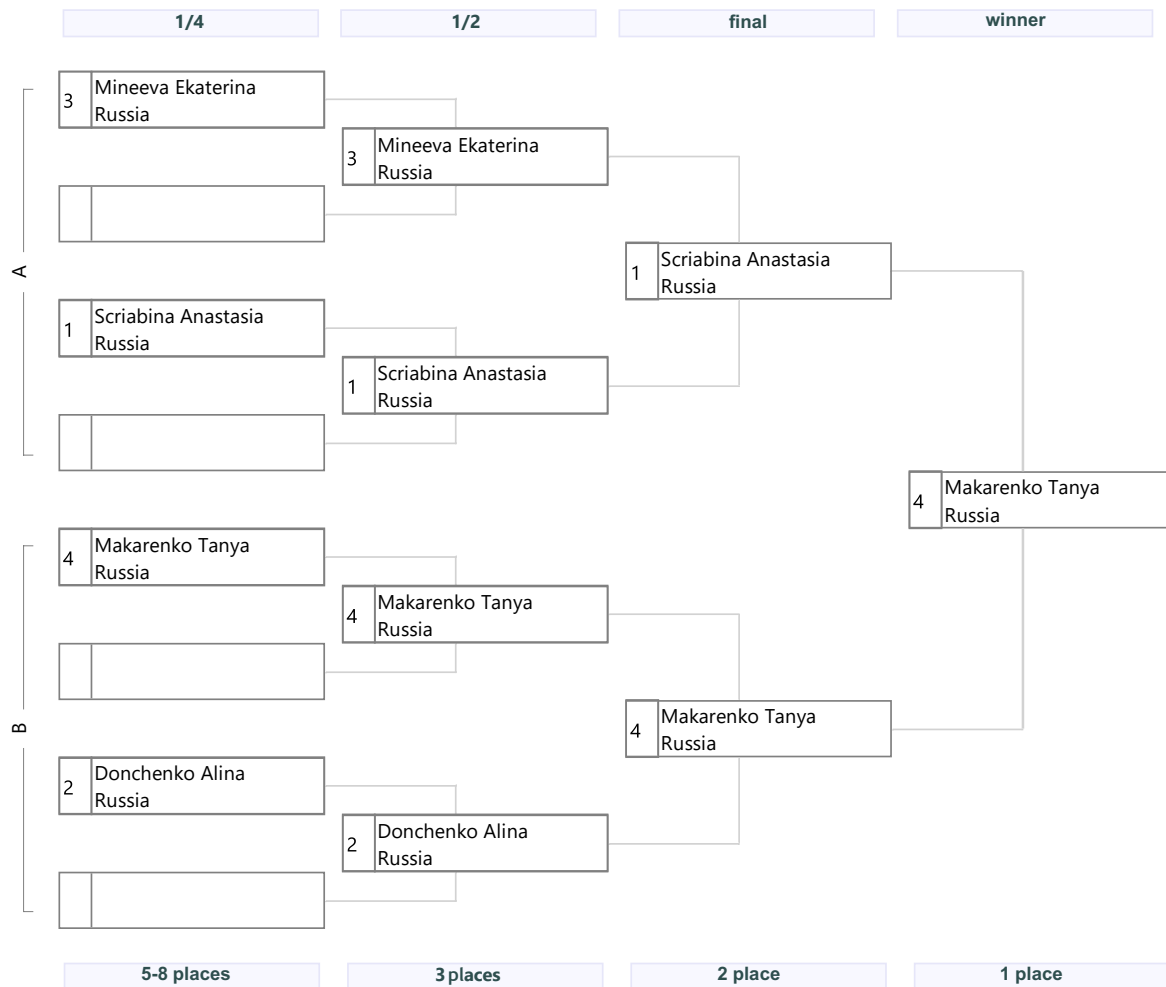 1/4
1/2
final
winner
3
Mineeva Ekaterina
Russia
3
Mineeva Ekaterina
Russia
A
1
Scriabina Anastasia
Russia
1
Scriabina Anastasia
Russia
1
Scriabina Anastasia
Russia
4
Makarenko Tanya
Russia
B
4
Makarenko Tanya
Russia
4
Makarenko Tanya
Russia
4
Makarenko Tanya
Russia
2
Donchenko Alina
Russia
2
Donchenko Alina
Russia
5-8 places
3 places
2 place
1 place